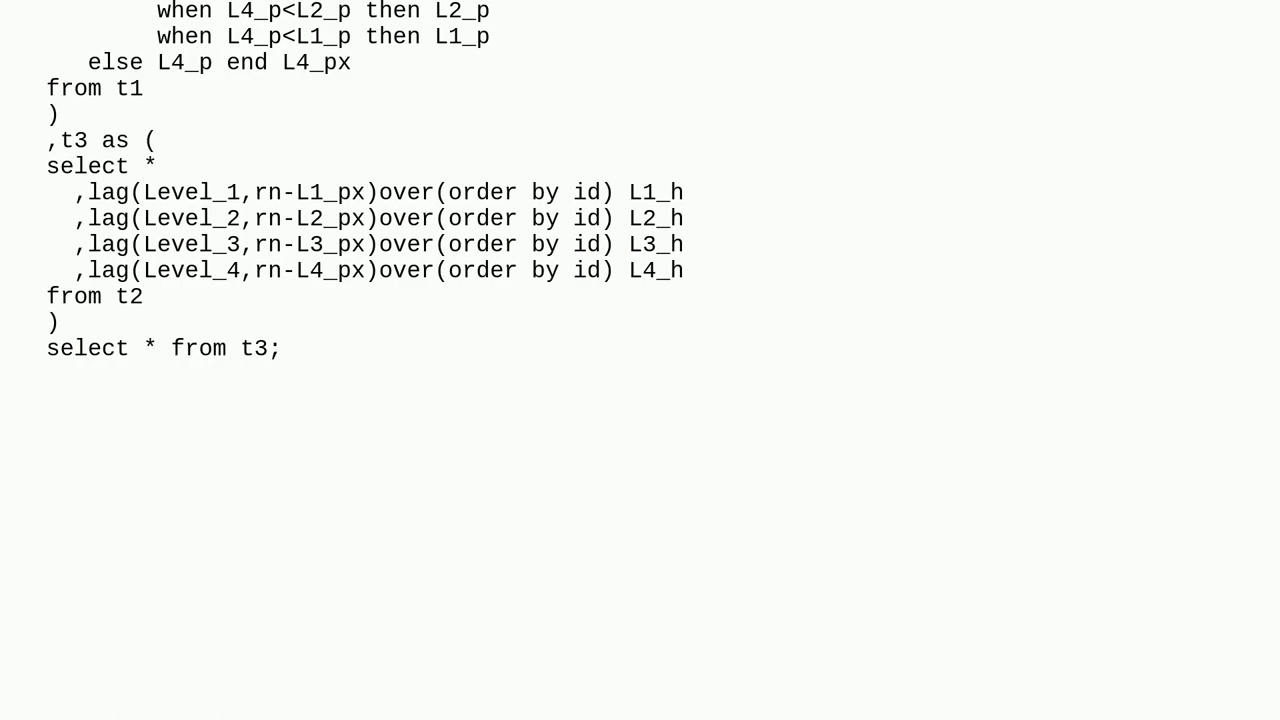 when L4_p<L2_p then L2_p
when L4_p<L1_p then L1_p
else L4_p end L4_px
from t1
)
,t3 as (
select *
,lag(Level_1,rn-L1_px)over(order by id) L1_h
,lag(Level_2,rn-L2_px)over(order by id) L2_h
,lag(Level_3,rn-L3_px)over(order by id) L3_h
,lag(Level_4,rn-L4_px)over(order by id) L4_h
from t2
)
select * from t3;